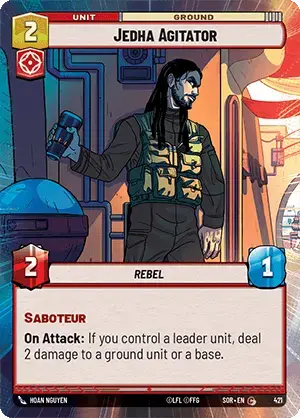 UNIT GROUND
2 JEDHA AGITATOR
2 REBEL 1
SABOTEUR
On Attack: If you control a leader unit, deal
2 damage to a ground unit or a base.
HOAN NGUYEN ©LFL ©FFG SOR • EN C 421